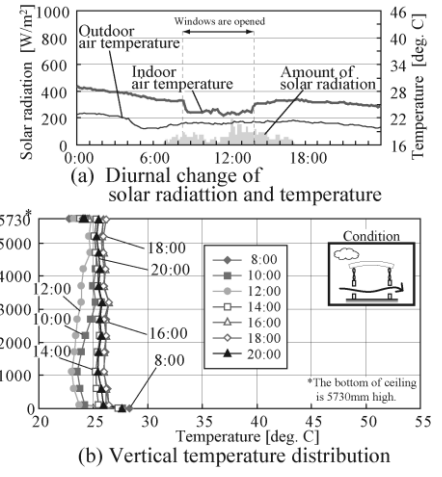 Solar radiation [W/m²]
1000
800
600
400
200
0
Outdoor
air temperature
Windows are opened
Indoor
air temperature
Amount of
solar radiation
46
40
34
28
22
16
Temperature [deg. C]
0:00 6:00 12:00 18:00
(a) Diurnal change of
solar radiattion and temperature
5730*
5000
4000
3000
2000
1000
0
12:00
10:00
14:00
18:00
20:00
16:00
8:00
8:00
10:00
12:00
14:00
16:00
18:00
20:00
Condition
*The bottom of ceiling
is 5730mm high.
20 25 30 35 40 45 50 55
Temperature [deg. C]
(b) Vertical temperature distribution